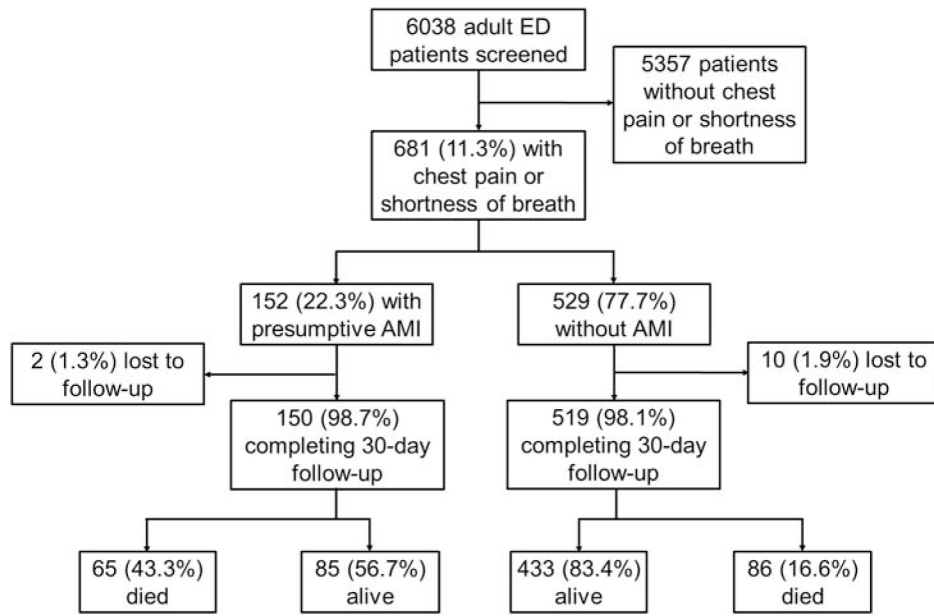 6038 adult ED
patients screened
5357 patients
without chest
pain or shortness
of breath
681 (11.3%) with
chest pain or
shortness of breath
152 (22.3%) with
presumptive AMI
529 (77.7%)
without AMI
2 (1.3%) lost to
follow-up
10 (1.9%) lost to
follow-up
150 (98.7%)
completing 30-day
follow-up
519 (98.1%)
completing 30-day
follow-up
65 (43.3%)
died
85 (56.7%)
alive
433 (83.4%)
alive
86 (16.6%)
died